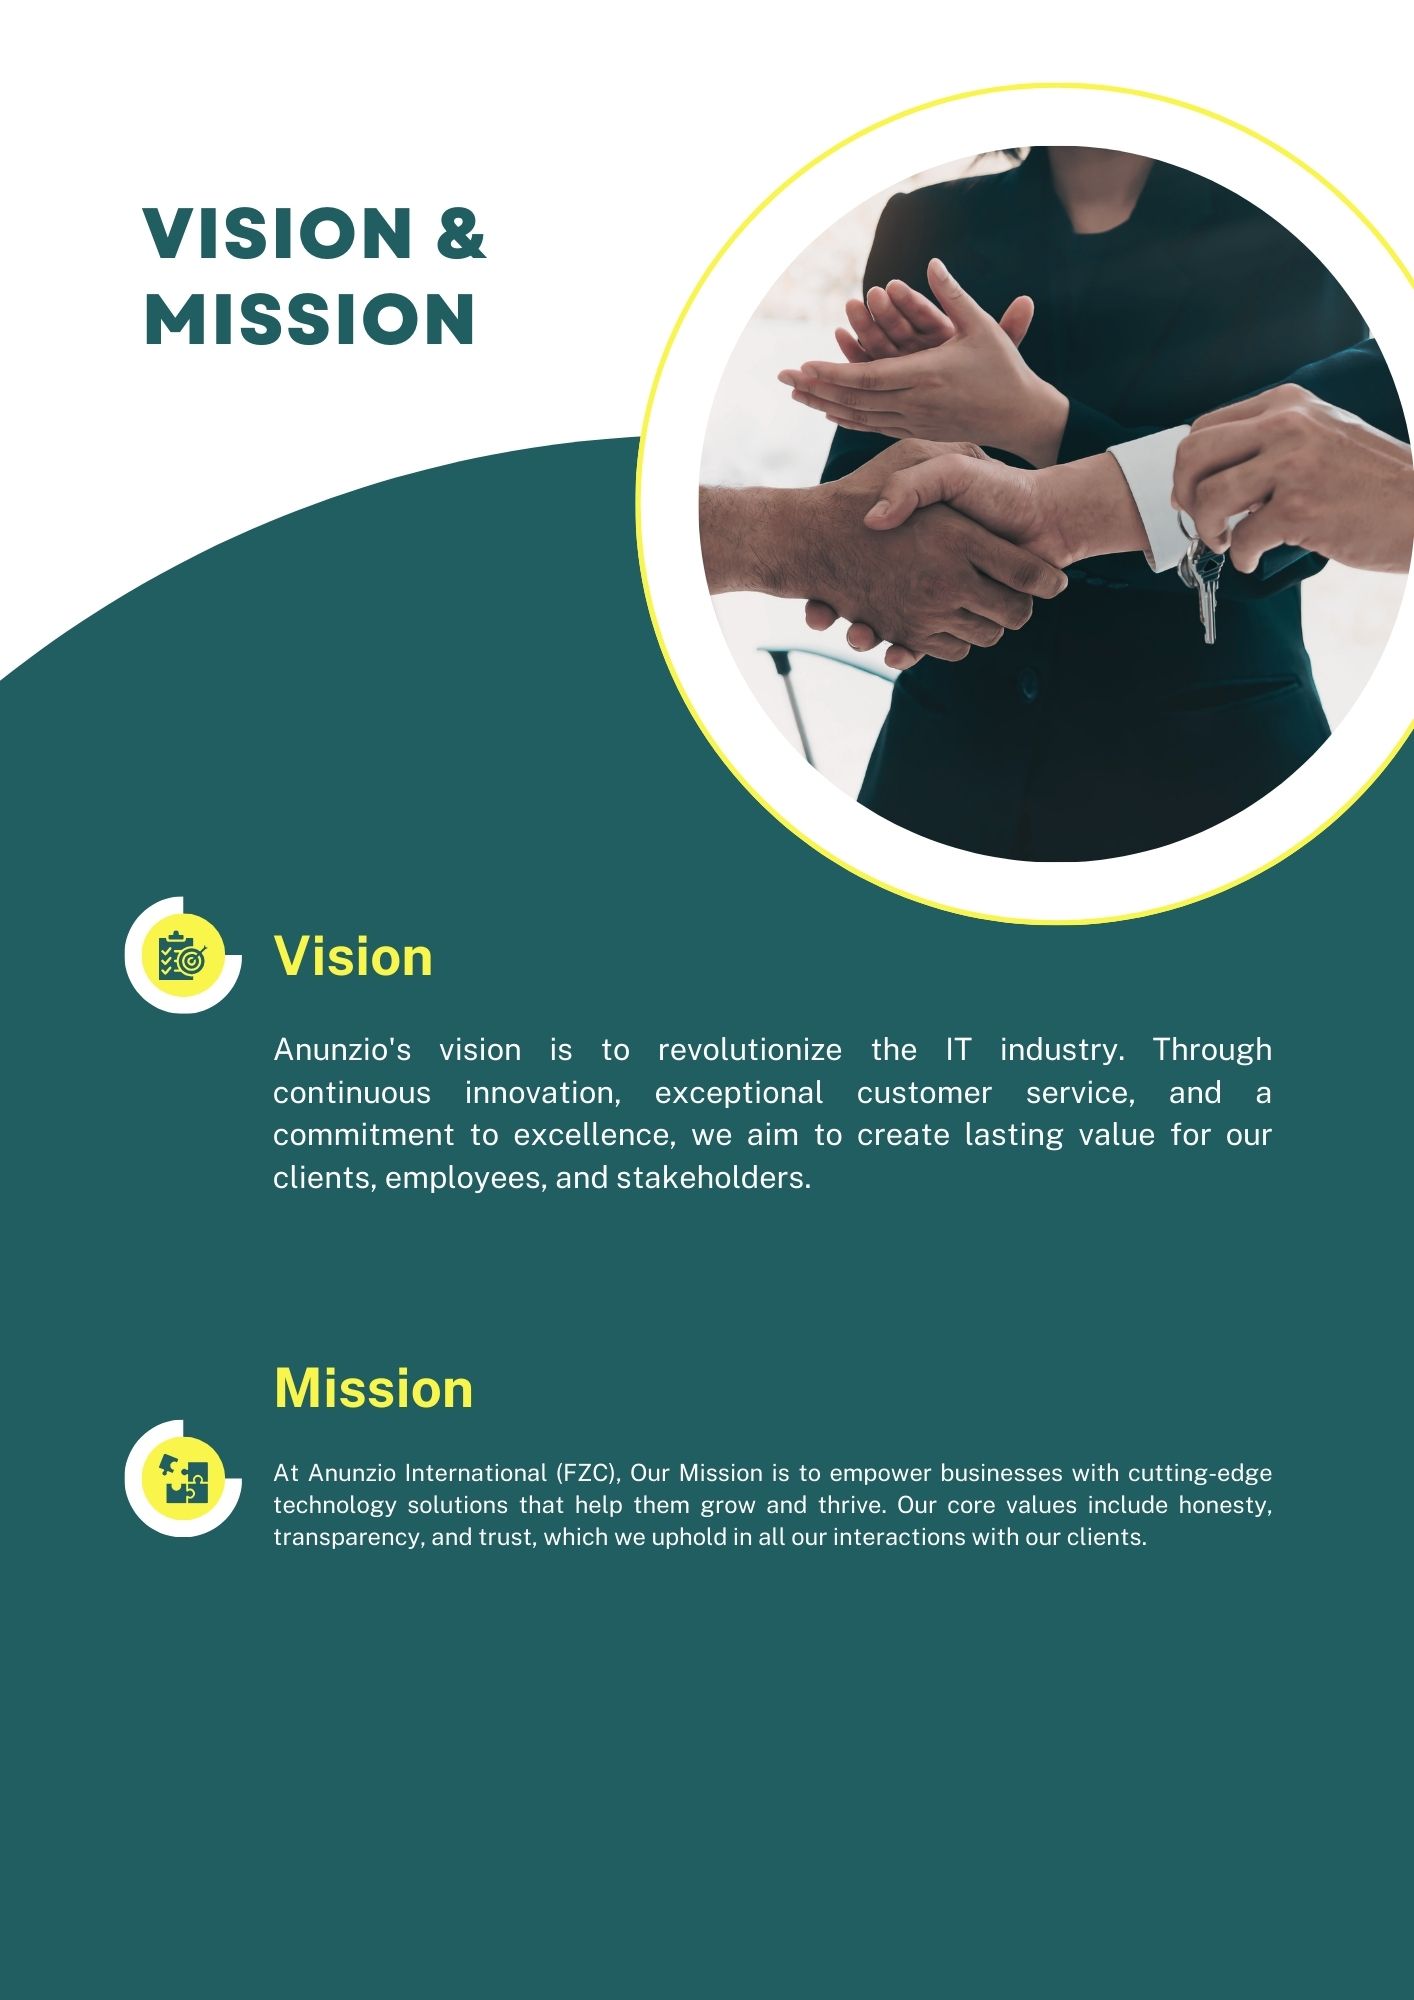 VISION &
MISSION
Vision
Anunzio's vision is to revolutionize the IT industry. Through
continuous innovation, exceptional customer service, and a
commitment to excellence, we aim to create lasting value for our
clients, employees, and stakeholders.
Mission
At Anunzio International (FZC), Our Mission is to empower businesses with cutting-edge
technology solutions that help them grow and thrive. Our core values include honesty,
transparency, and trust, which we uphold in all our interactions with our clients.